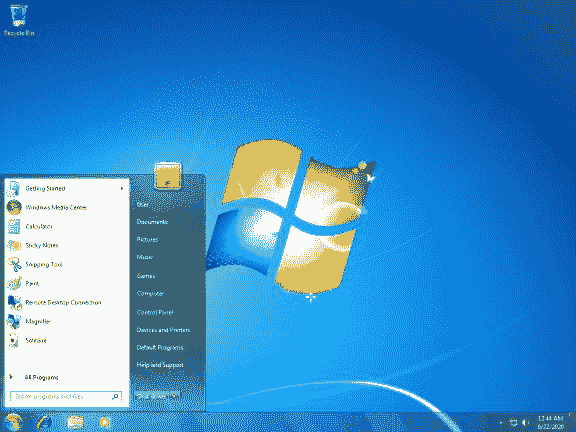 Recycle Bin
Getting Started
Windows Media Center
Calculator
Sticky Notes
Snipping Tool
Paint
Remote Desktop Connection
Magnifier
Solitaire
All Programs
Search programs and files
User
Documents
Pictures
Music
Games
Computer
Control Panel
Devices and Printers
Default Programs
Help and Support
Shut down
12:44 AM
6/22/2020